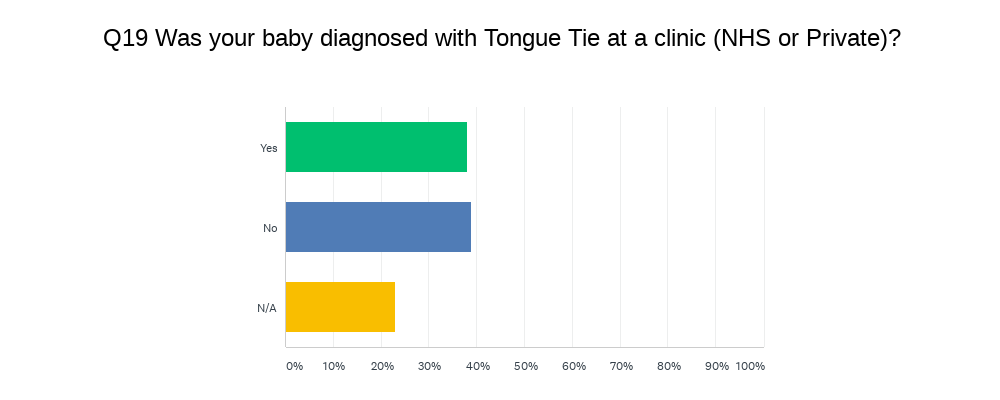 Q19 Was your baby diagnosed with Tongue Tie at a clinic (NHS or Private)?
Yes
No
N/A
0% 10% 20% 30% 40% 50% 60% 70% 80% 90% 100%